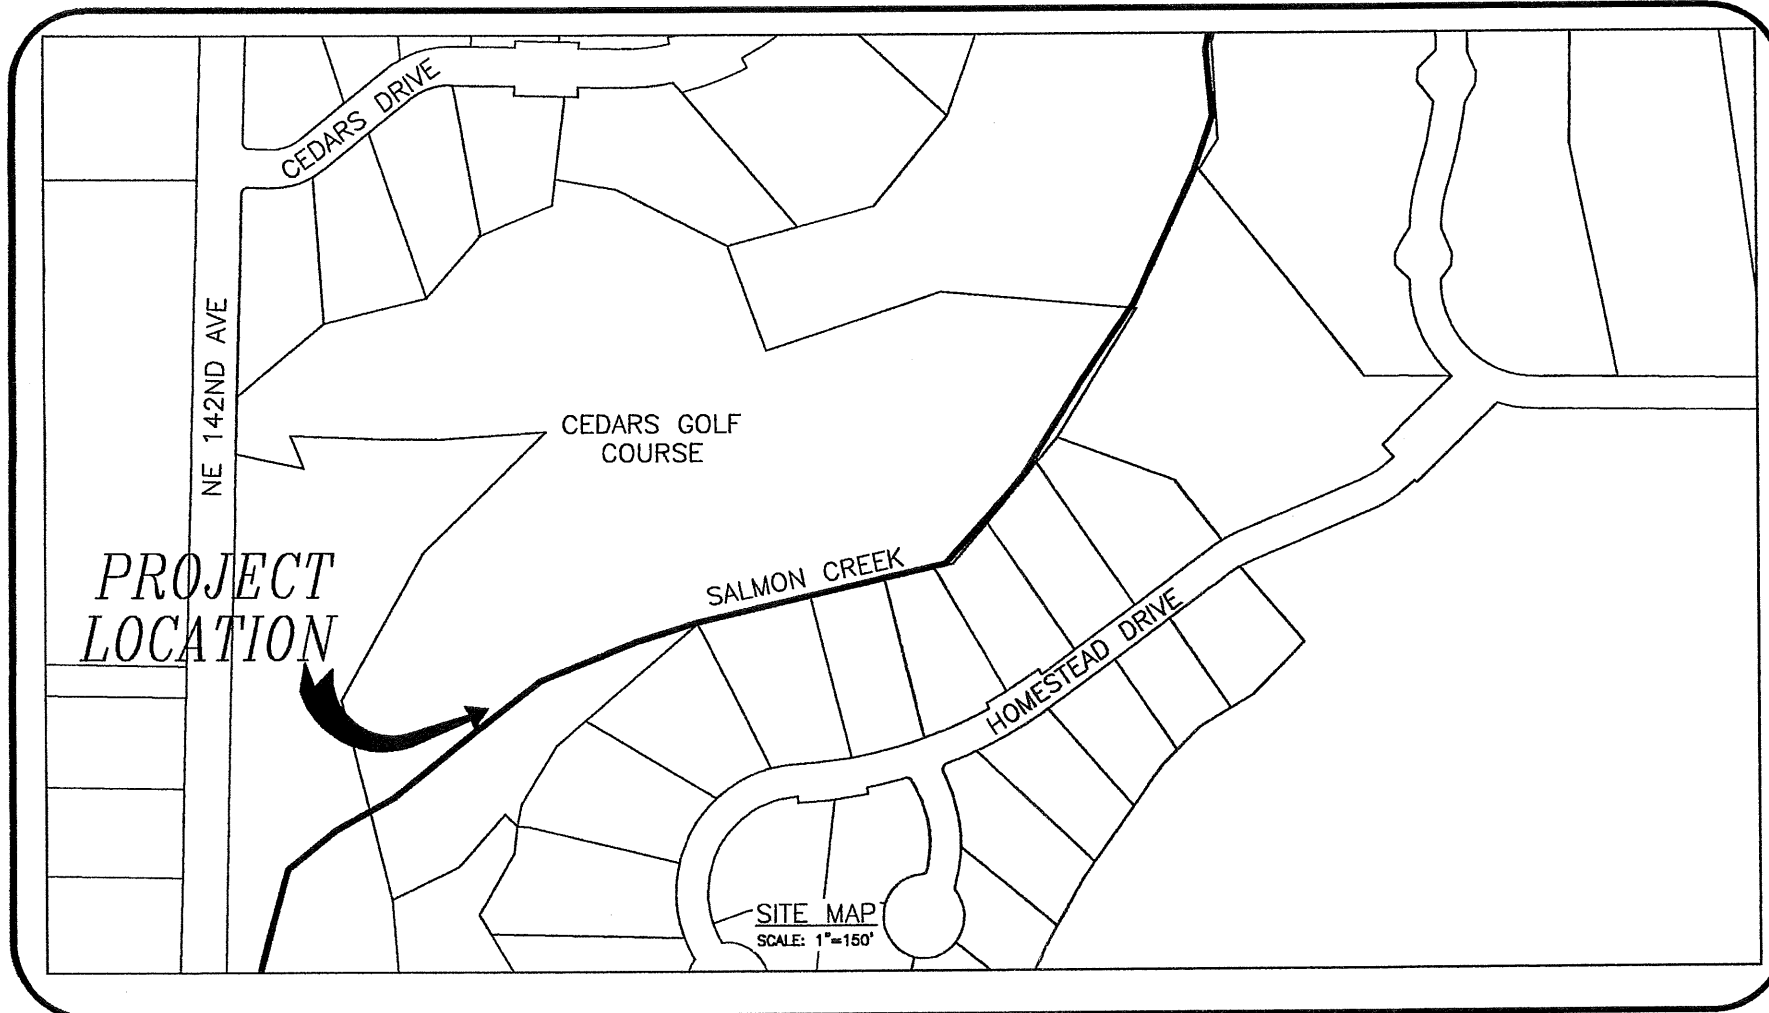 CEDARS DRIVE
NE 142ND AVE
CEDARS GOLF
COURSE
PROJECT
LOCATION
SALMON CREEK
HOMESTEAD DRIVE
SITE MAP
SCALE: 1"=150'